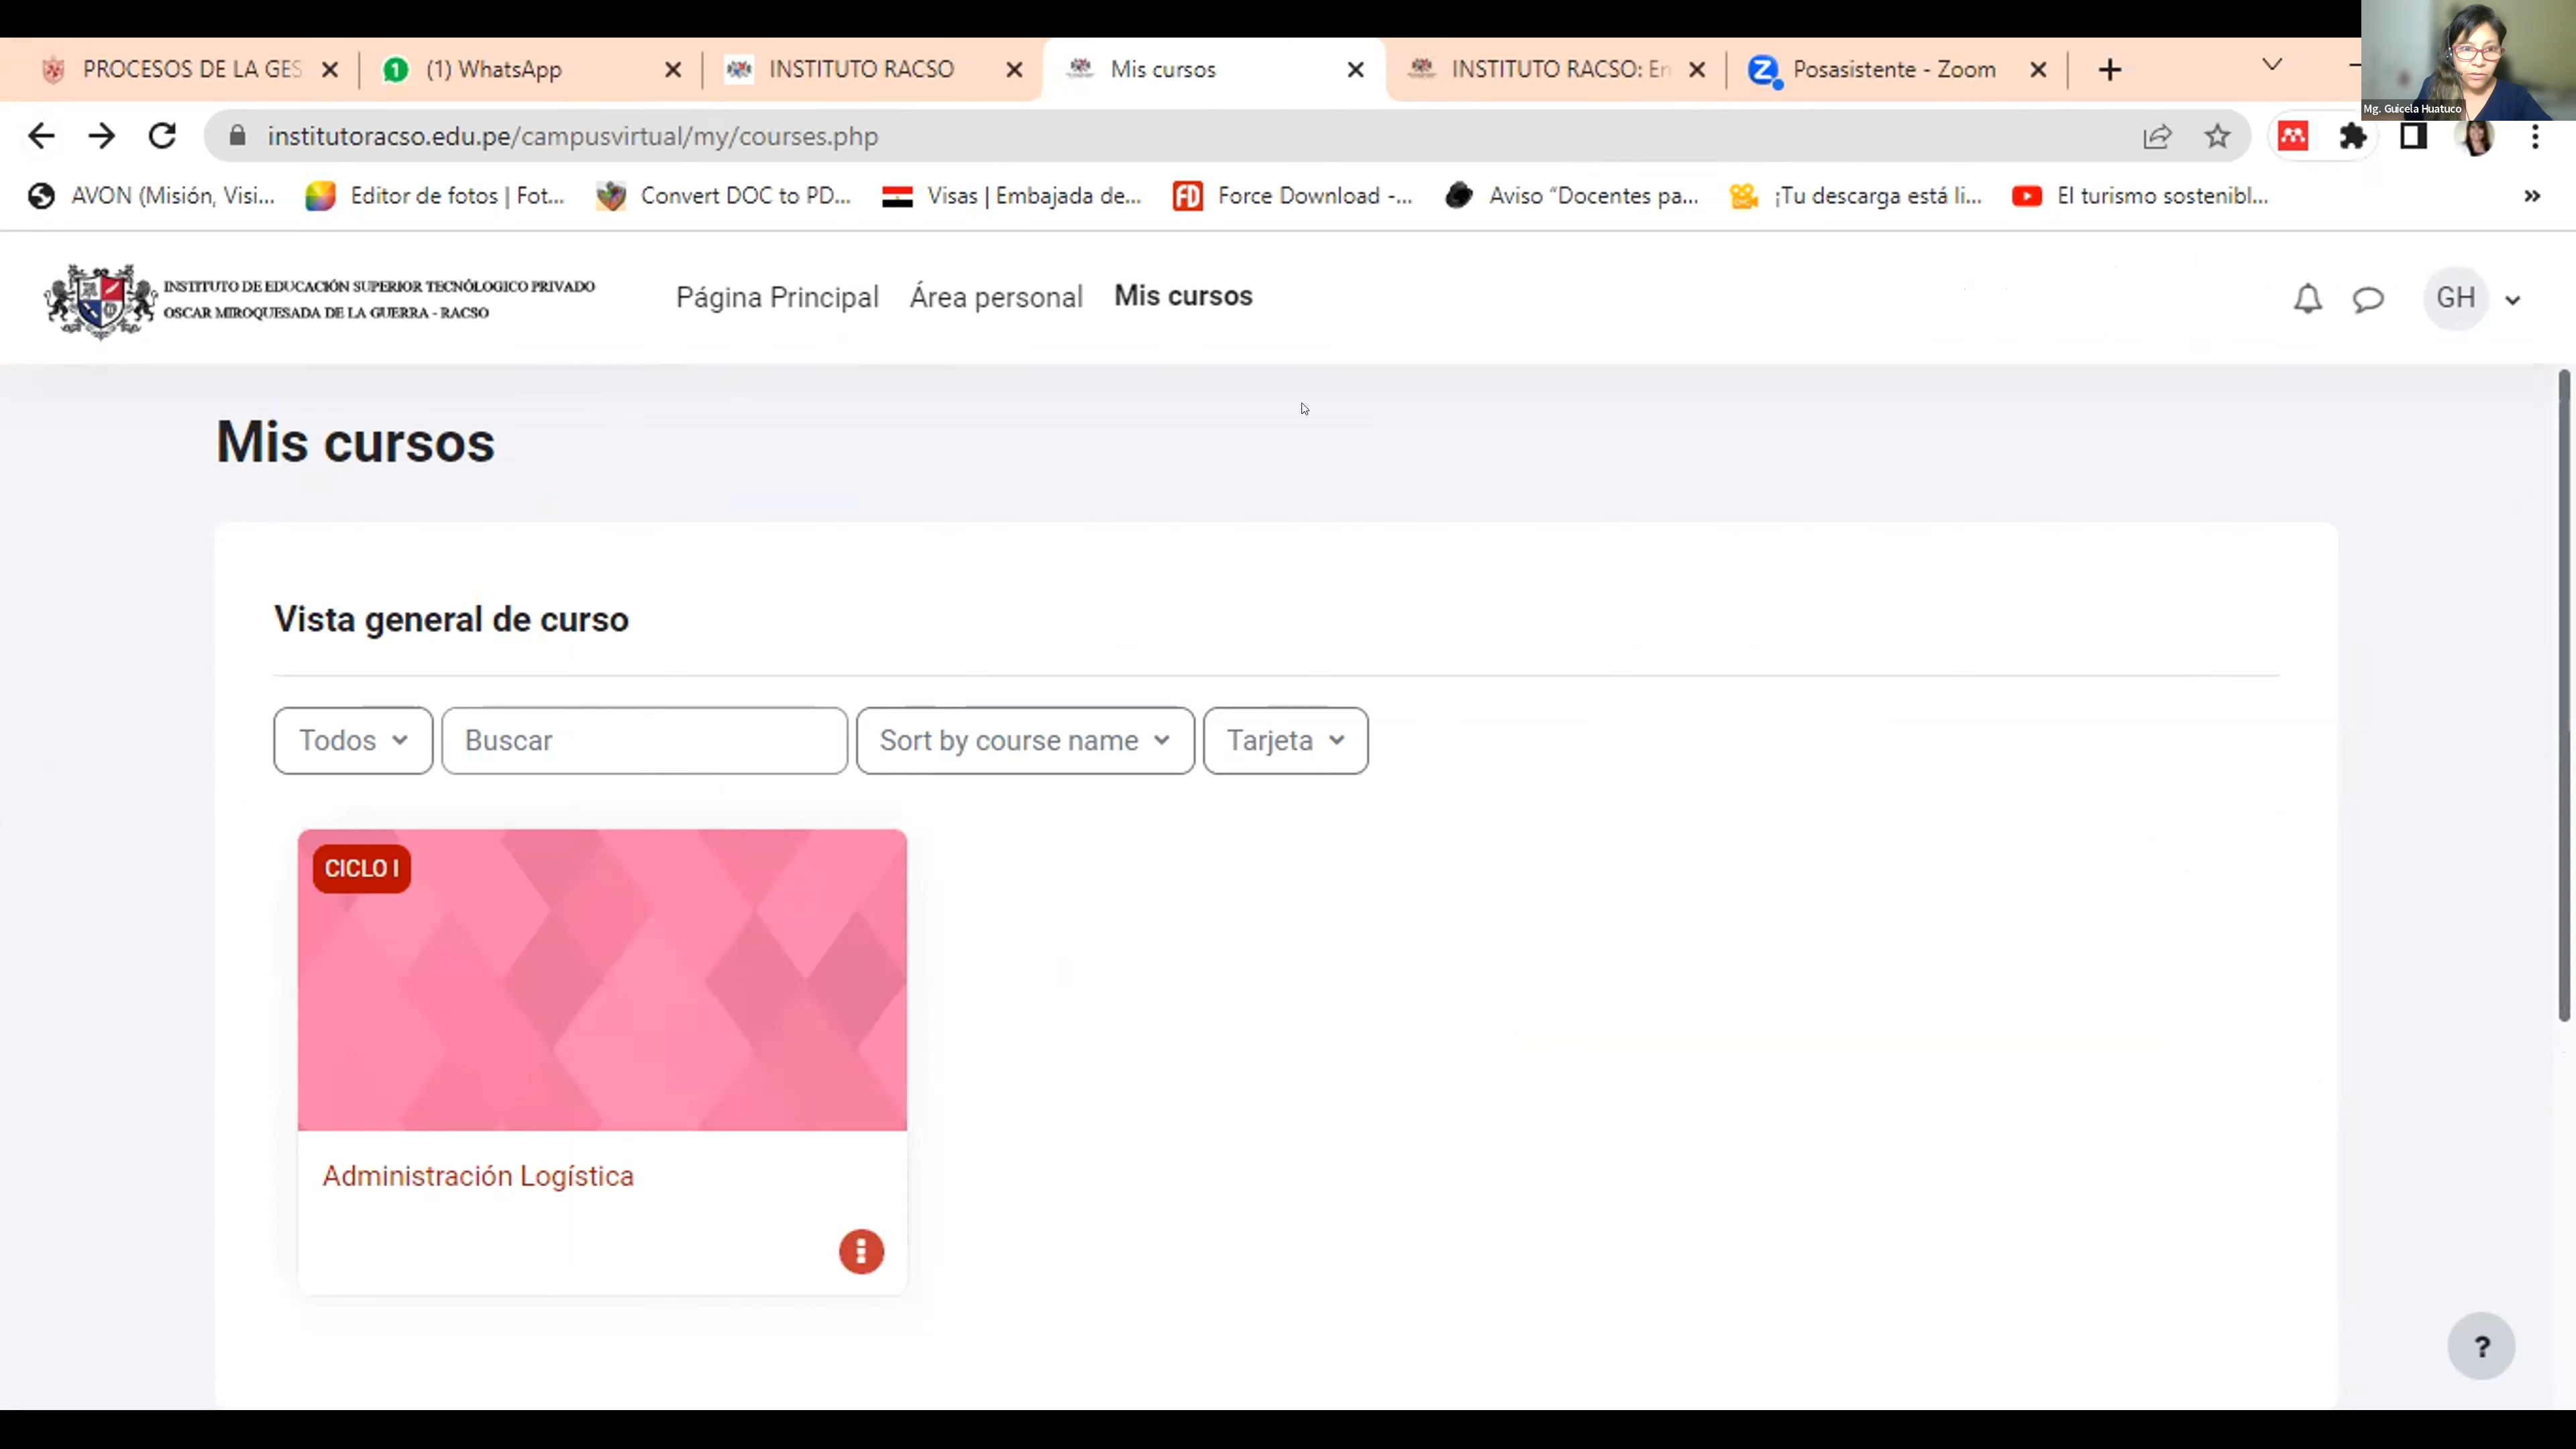 PROCESOS DE LA GES
(1) WhatsApp
INSTITUTO RACSO
Mis cursos
INSTITUTO RACSO: En
Posasistente - Zoom
Mg. Guicela Huatuco
institutoracso.edu.pe/campusvirtual/my/courses.php
AVON (Misión, Visi...
Editor de fotos | Fot...
Convert DOC to PD...
Visas | Embajada de...
FD Force Download -...
Aviso “Docentes pa...
¡Tu descarga está li...
El turismo sostenibl...
INSTITUTO DE EDUCACIÓN SUPERIOR TECNÓLOGICO PRIVADO
OSCAR MIROQUESADA DE LA GUERRA - RACSO
Página Principal
Área personal
Mis cursos
GH
Mis cursos
Vista general de curso
Todos
Buscar
Sort by course name
Tarjeta
CICLO I
Administración Logística
?